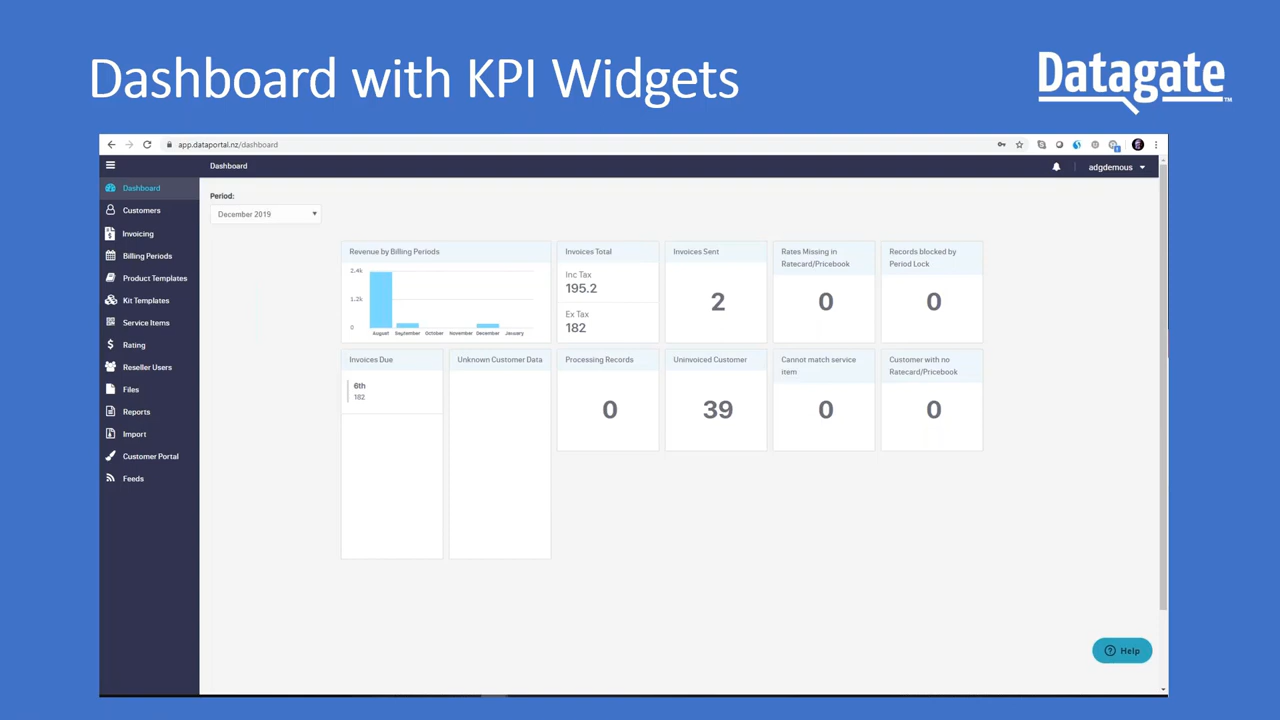 Dashboard with KPI Widgets
Datagate™
app.dataportal.nz/dashboard
Dashboard
adgdemous
Dashboard
Customers
Invoicing
Billing Periods
Product Templates
Kit Templates
Service Items
Rating
Reseller Users
Files
Reports
Import
Customer Portal
Feeds
Period:
December 2019
Revenue by Billing Periods
2.4k
1.2k
0
August September October November December January
Invoices Total
Inc Tax
195.2
Ex Tax
182
Invoices Sent
2
Rates Missing in
Ratecard/Pricebook
0
Records blocked by
Period Lock
0
Invoices Due
6th
182
Unknown Customer Data
Processing Records
0
Uninvoiced Customer
39
Cannot match service
item
0
Customer with no
Ratecard/Pricebook
0
Help